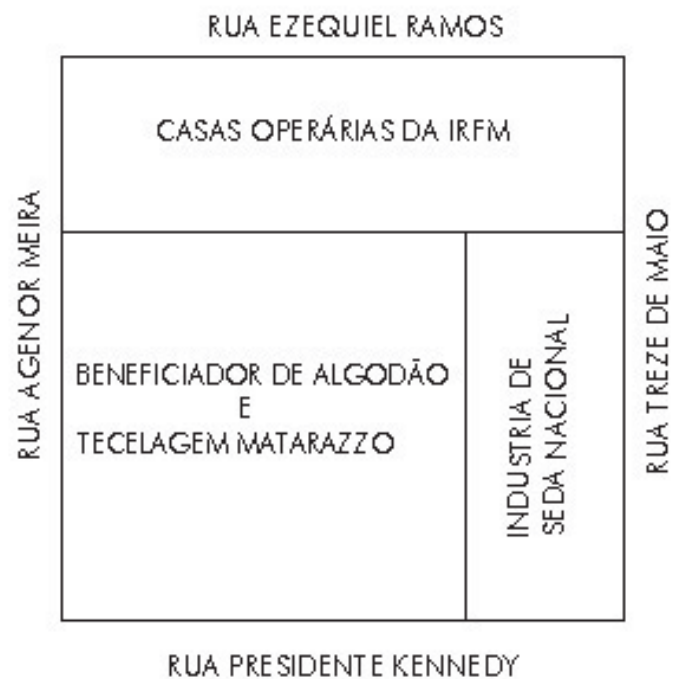 RUA EZEQUIEL RAMOS
CASAS OPERÁRIAS DA IRFM
RUA AGENOR MEIRA
RUA TREZE DE MAIO
BENEFICIADOR DE ALGODÃO
E
TECELAGEM MATARAZZO
INDUSTRIA DE
SEDA NACIONAL
RUA PRESIDENTE KENNEDY